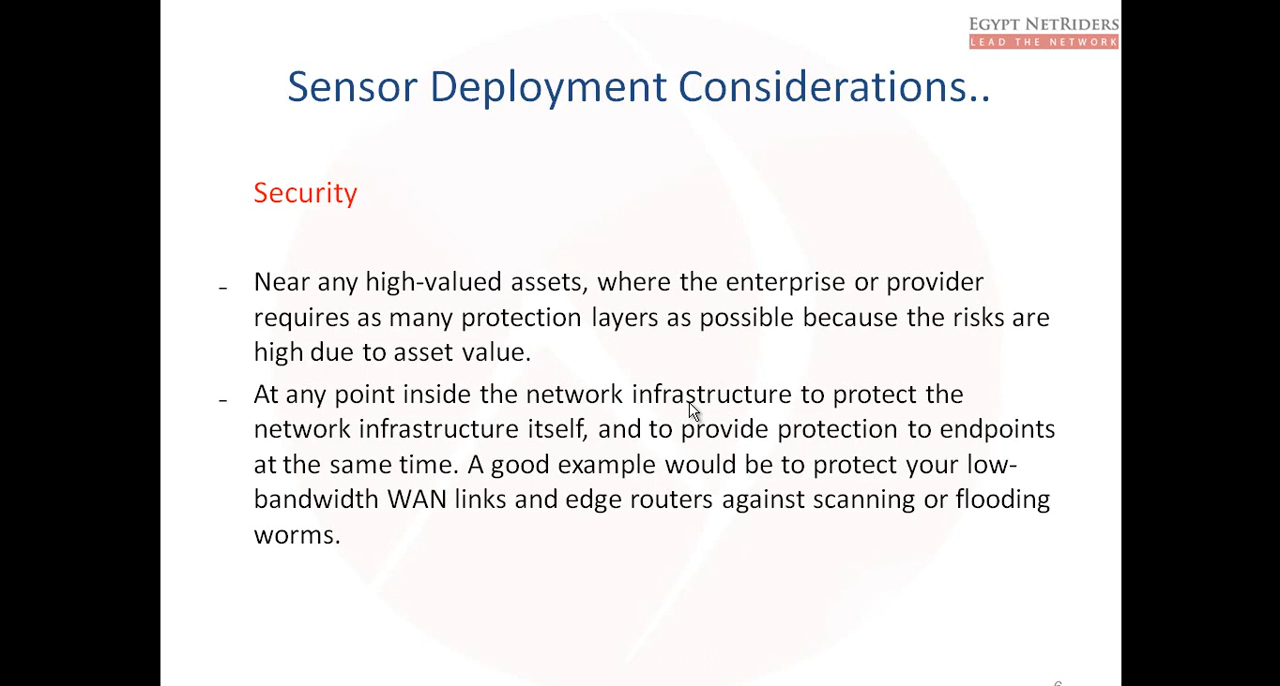 EGYPT NETRIDERS
LEAD THE NETWORK
Sensor Deployment Considerations..
Security
- Near any high-valued assets, where the enterprise or provider
requires as many protection layers as possible because the risks are
high due to asset value.
- At any point inside the network infrastructure to protect the
network infrastructure itself, and to provide protection to endpoints
at the same time. A good example would be to protect your low-
bandwidth WAN links and edge routers against scanning or flooding
worms.